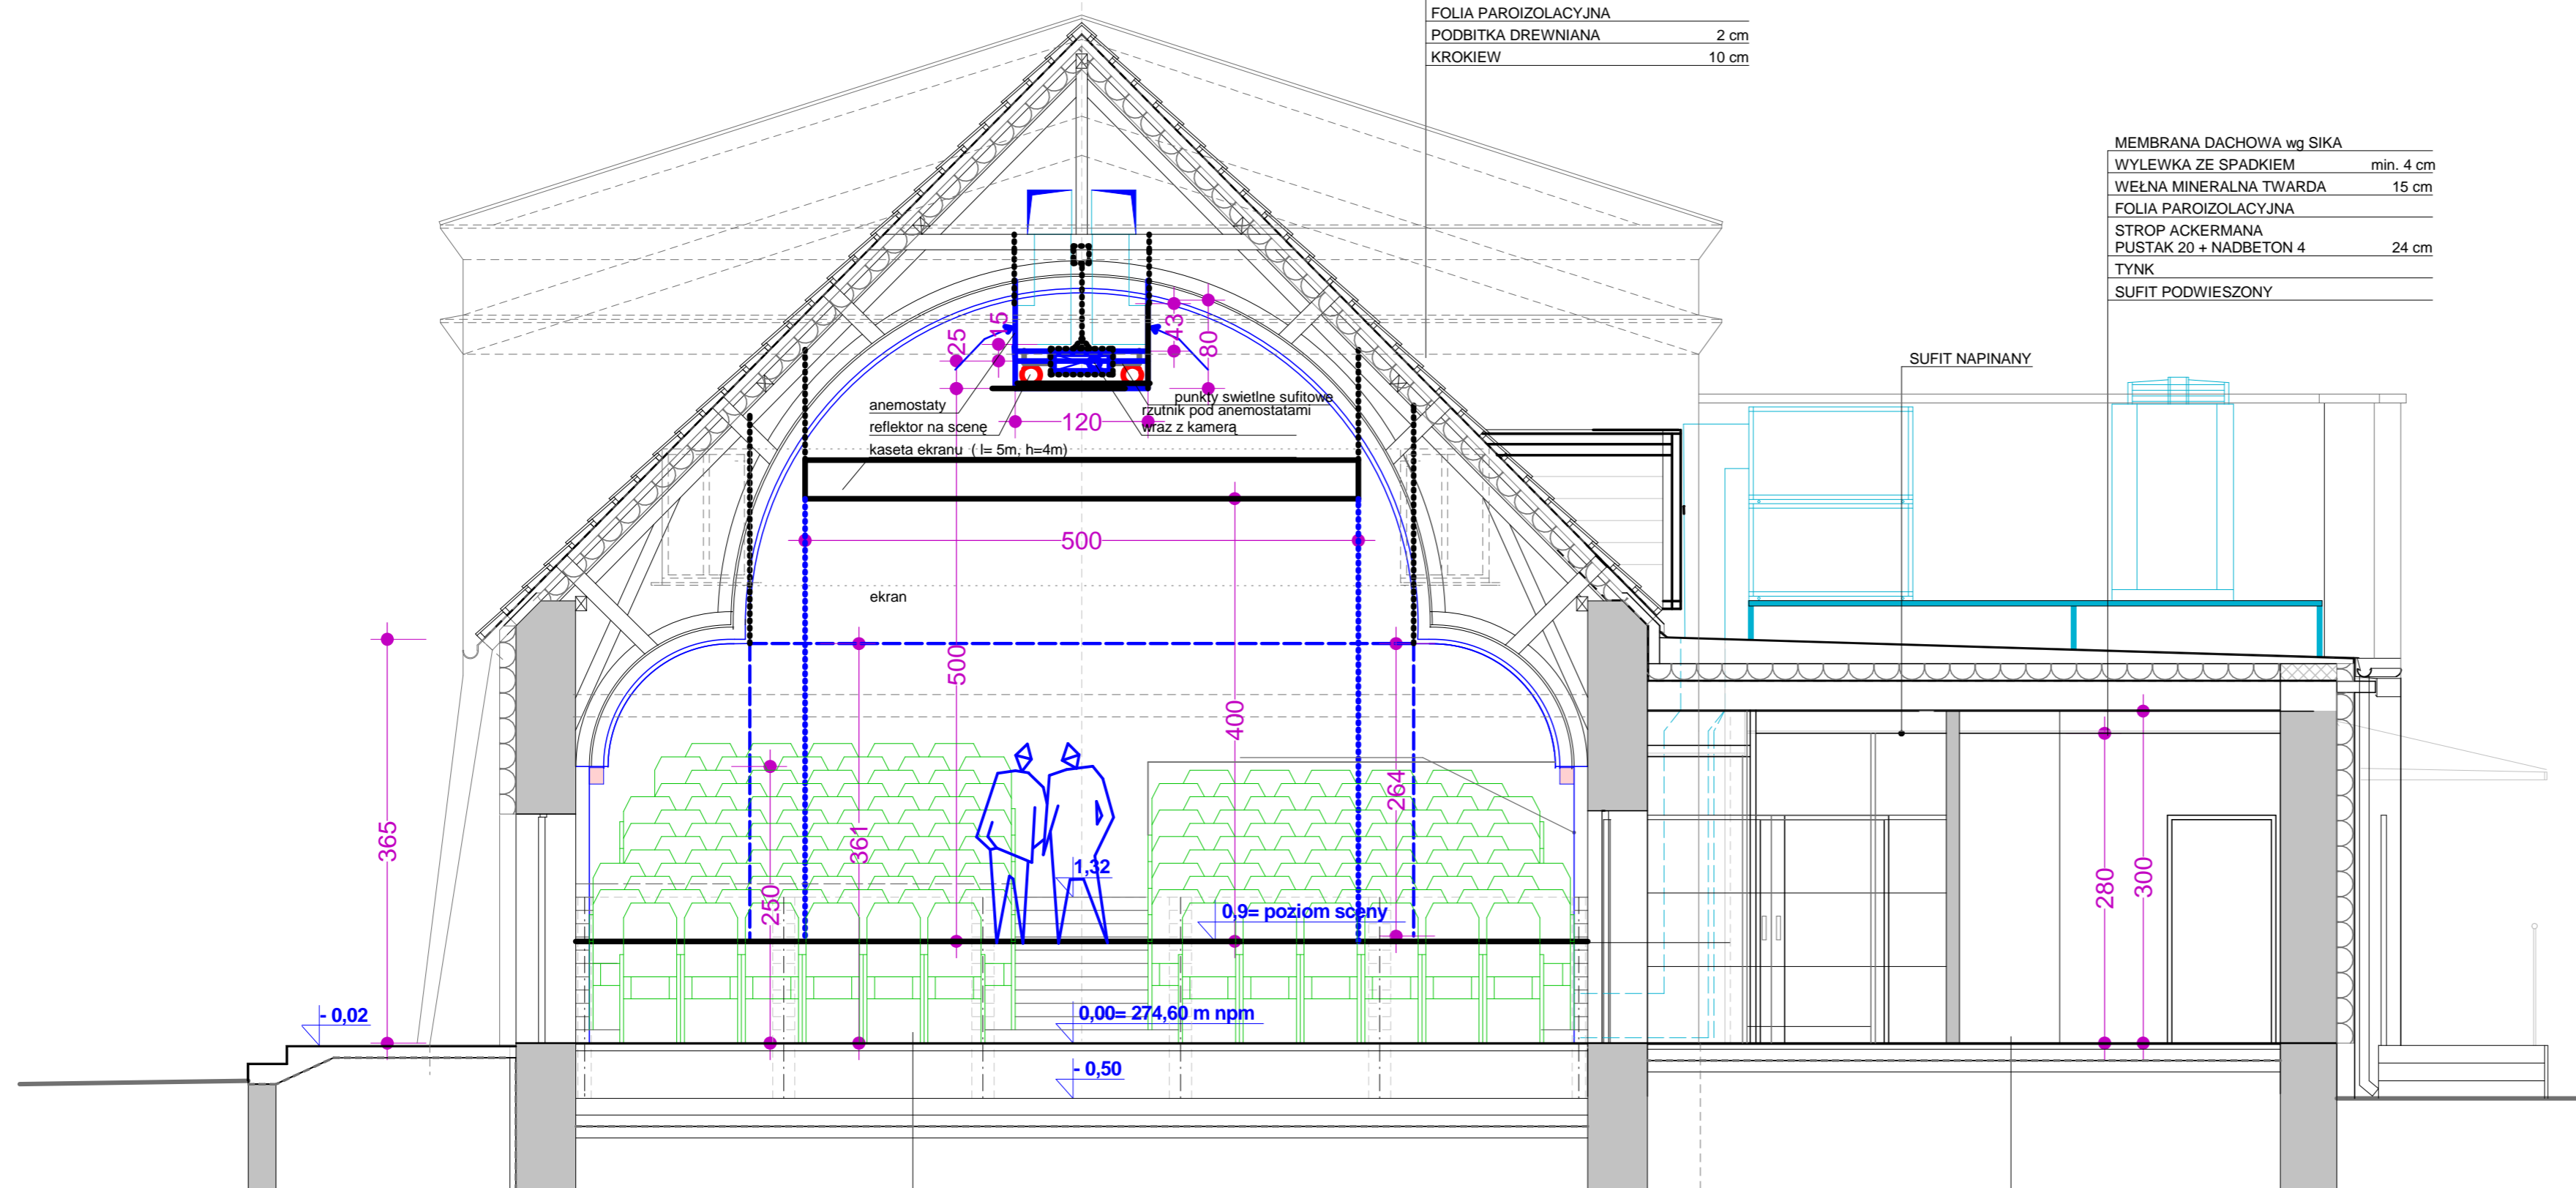 FOLIA PAROIZOLACYJNA
PODBITKA DREWNIANA 2 cm
KROKIEW 10 cm
MEMBRANA DACHOWA wg SIKA
WYLEWKA ZE SPADKIEM min. 4 cm
WEŁNA MINERALNA TWARDA 15 cm
FOLIA PAROIZOLACYJNA
STROP ACKERMANA
PUSTAK 20 + NADBETON 4 24 cm
TYNK
SUFIT PODWIESZONY
SUFIT NAPINANY
25
15
43
80
anemostaty
reflektor na scenę
kaseta ekranu ( l= 5m, h=4m)
120
punkty swietlne sufitowe
rzutnik pod anemostatami
wraz z kamerą
500
ekran
500
400
264
365
361
250
1,32
0,9= poziom sceny
280
300
- 0,02
0,00= 274,60 m npm
- 0,50